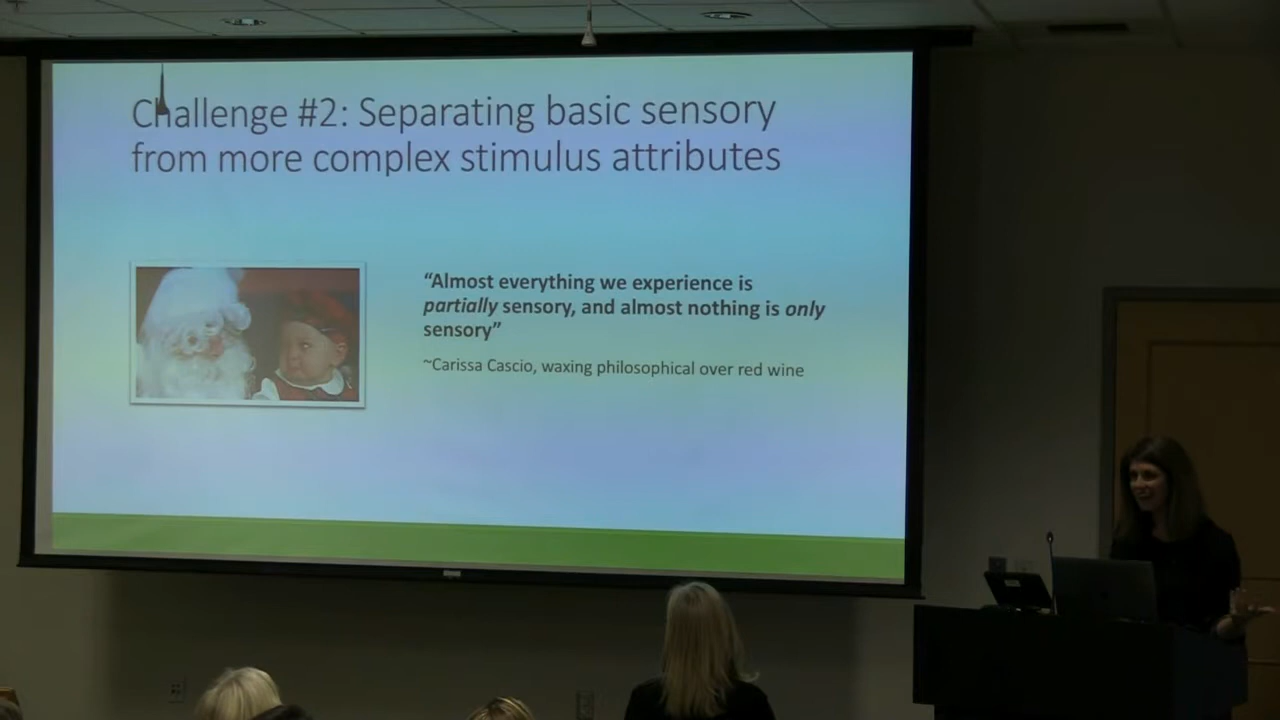 Challenge #2: Separating basic sensory
from more complex stimulus attributes
“Almost everything we experience is
partially sensory, and almost nothing is only
sensory”
~Carissa Cascio, waxing philosophical over red wine